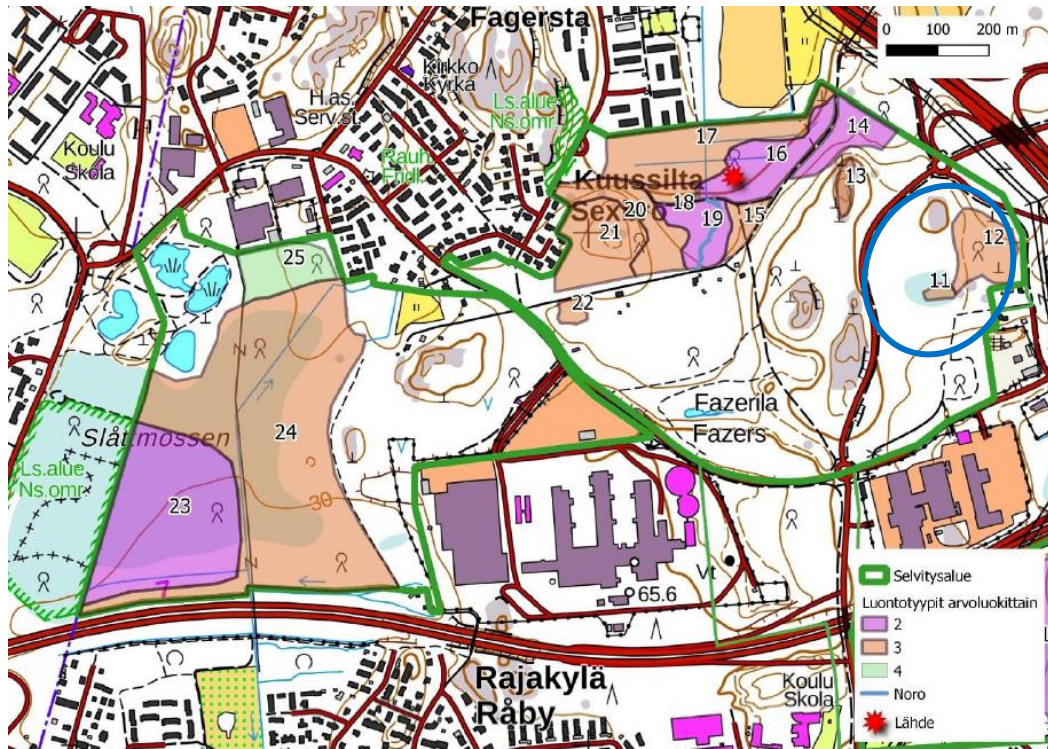 Fagersta
0 100 200 m
45
Kirkko
Kyrka
H.as.
Serv.st.
Ls.alue
Ns.omr.
Koulu
Skola
Rauh.
Fridl.
17
14
16
Kuussilta
13
18
15
20
19
21
12
25
11
22
Fazerila
Fazers
Slåttmossen
24
Ls.alue
Ns.omr.
23
30
Vt
65.6
Rajakylä
Råby
Koulu
Skola
Selvitysalue
Luontotyypit arvoluokittain
2
3
4
Noro
Lähde